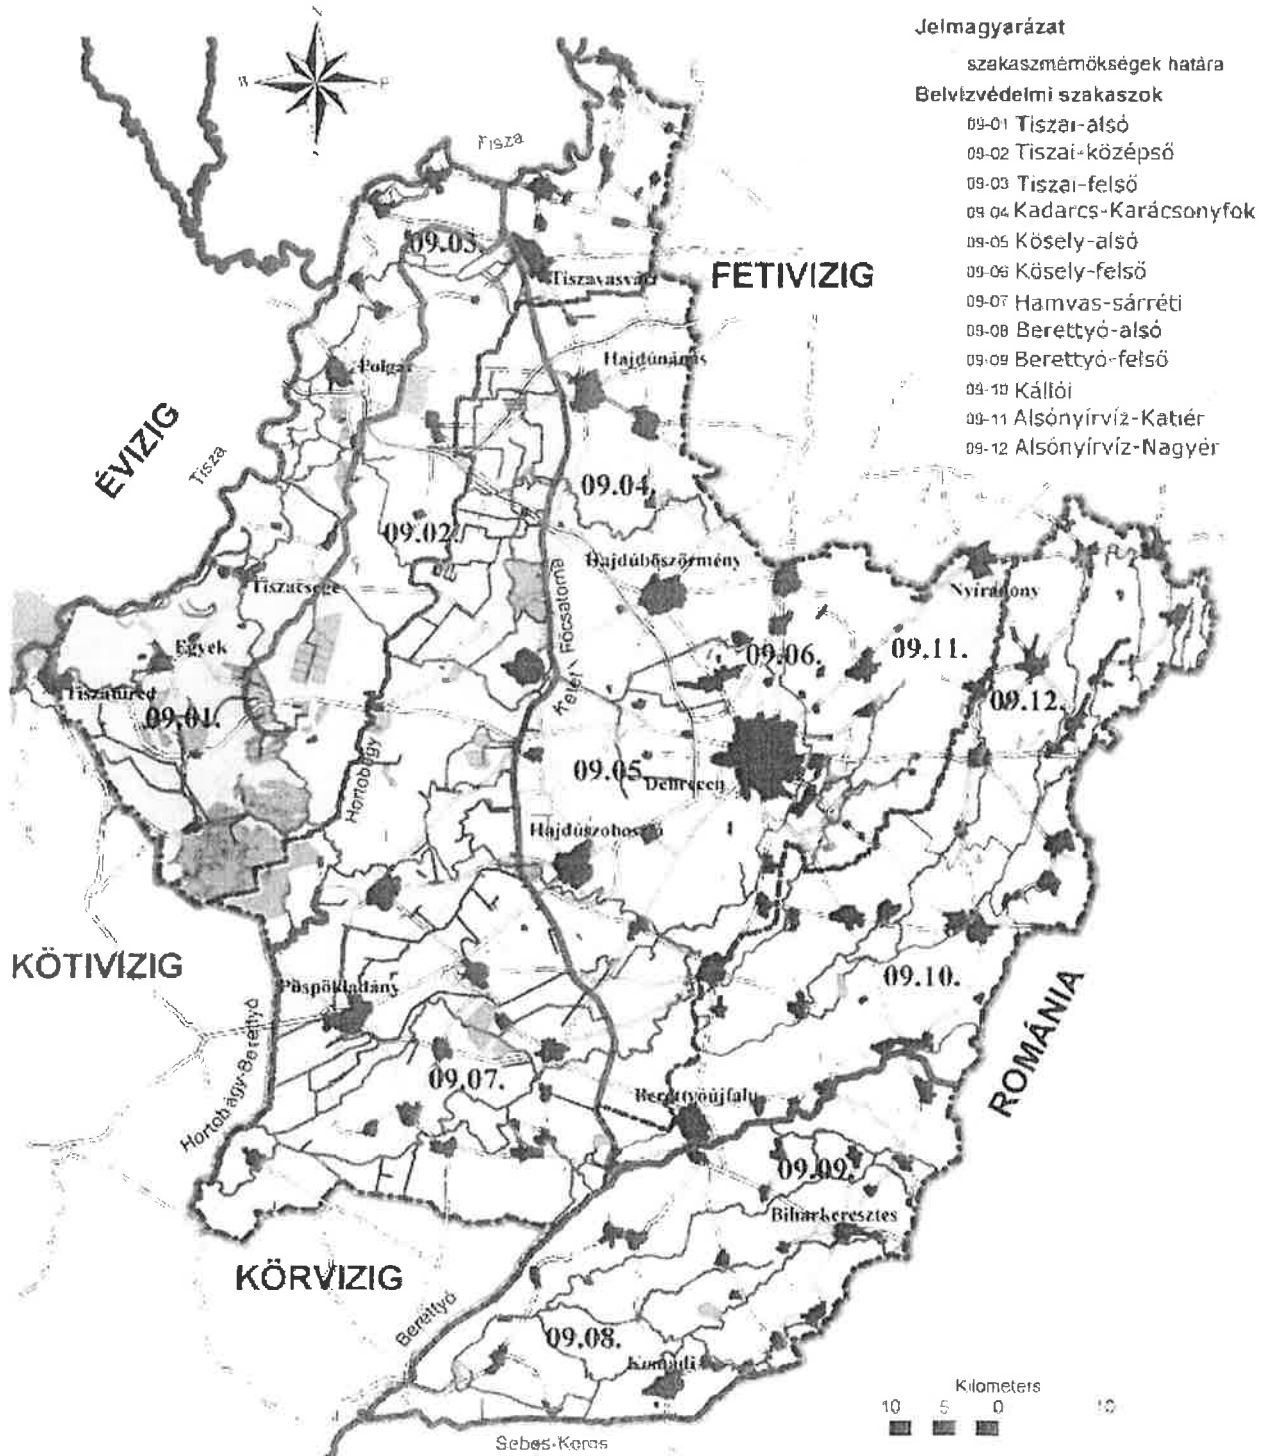 Jelmagyarázat
szakaszmérnökségek határa
Belvízvédelmi szakaszok
09-01 Tiszai-alsó
09-02 Tiszai-középső
09-03 Tiszai-felső
09-04 Kadarcs-Karácsonyfok
09-05 Kösely-alsó
09-06 Kösely-felső
09-07 Hamvas-sárréti
09-08 Berettyó-alsó
09-09 Berettyó-felső
09-10 Kállói
09-11 Alsónyírvíz-Katiér
09-12 Alsónyírvíz-Nagyér
Tisza
09.03.
Tiszavasvári
FETIVIZIG
Hajdúnánás
Polgár
ÉVIZIG
Tisza
09.04.
09.02.
Hajdúböszörmény
Tiszacsege
Keleti Főcsatorna
Nyíradony
Egyek
09.06.
09.11.
Tiszafüred
09.01.
09.12.
Hortobágy
09.05.
Debrecen
Hajdúszoboszló
KÖTIVIZIG
Püspökladány
09.10.
ROMÁNIA
Hortobágy-Berettyó
09.07.
Berettyóújfalu
09.09.
Biharkeresztes
KÖRVIZIG
Berettyó
09.08.
Komádi
Kilometers
10 5 0 10
Sebes-Koros